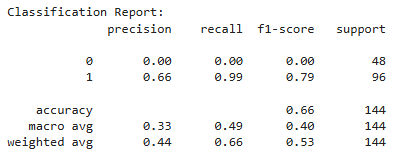 Classification Report:
precision recall f1-score support
0 0.00 0.00 0.00 48
1 0.66 0.99 0.79 96
accuracy 0.66 144
macro avg 0.33 0.49 0.40 144
weighted avg 0.44 0.66 0.53 144